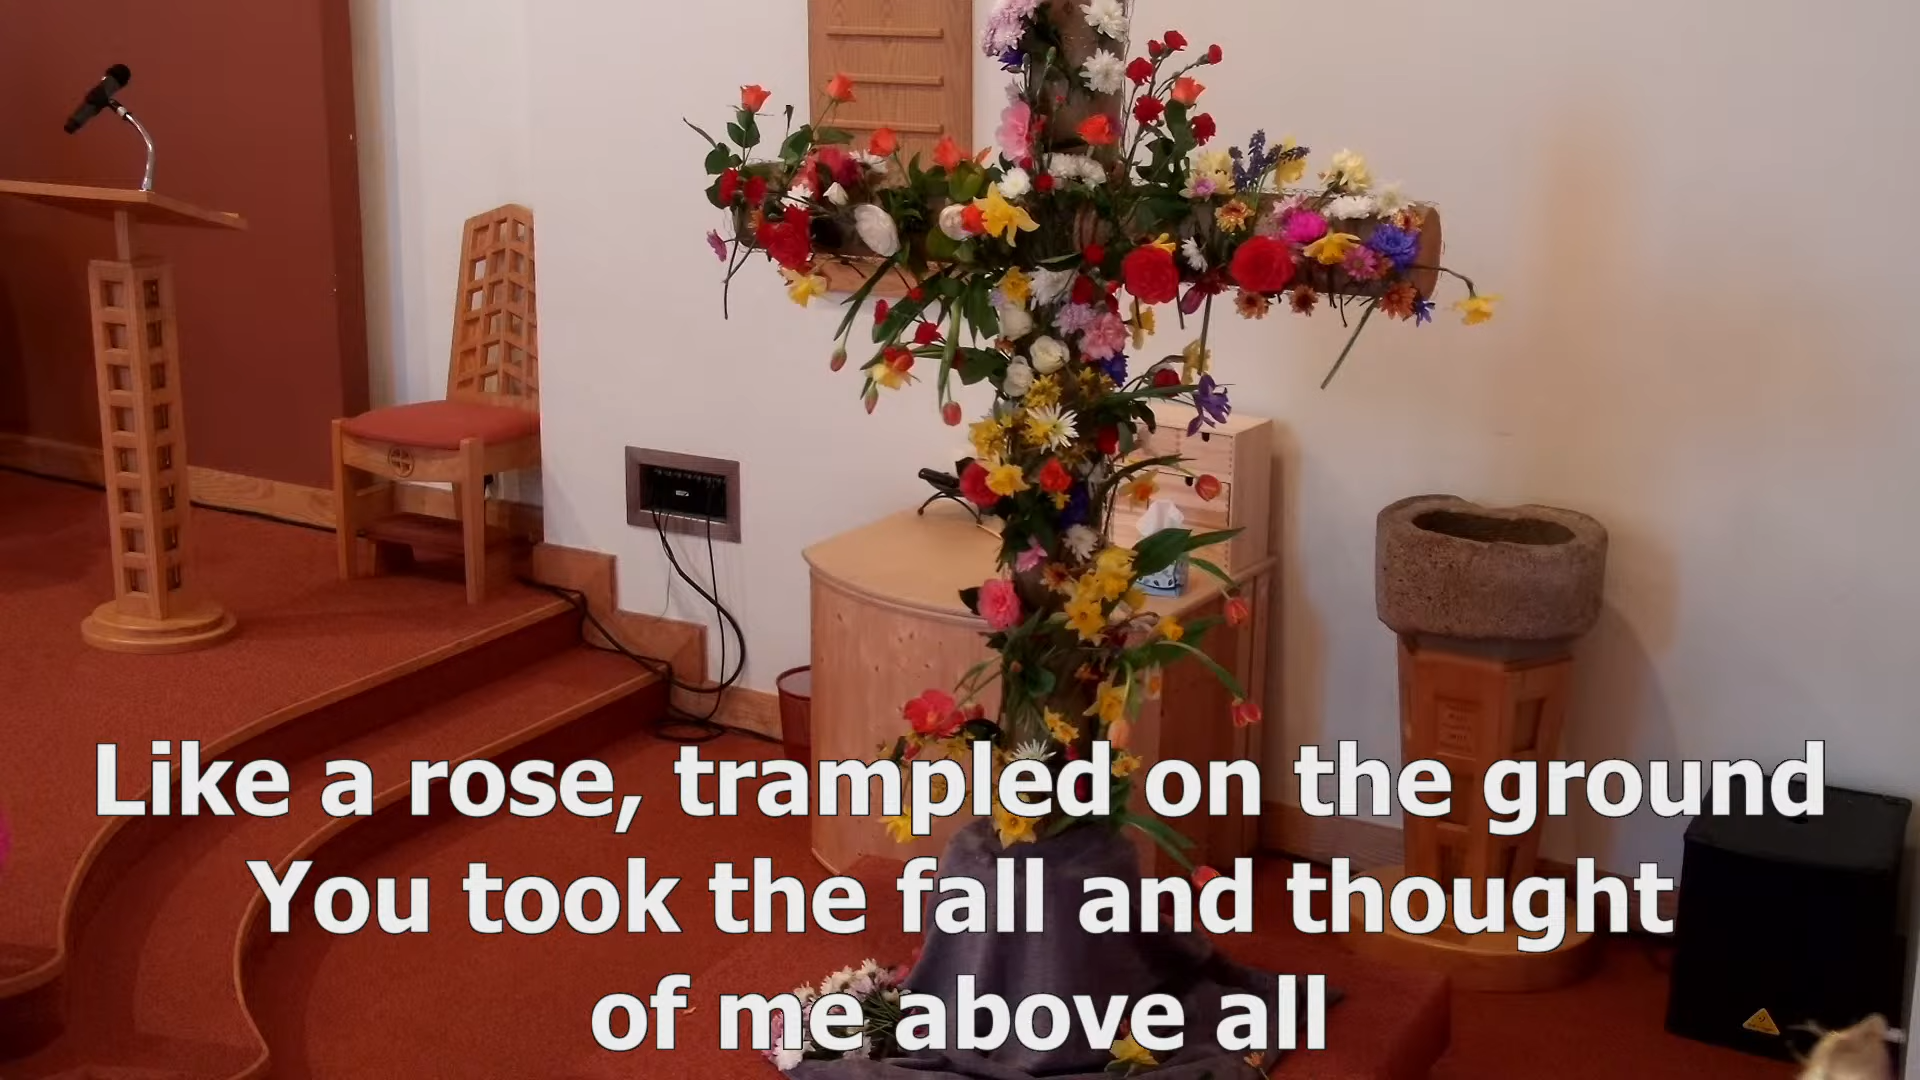 Like a rose, trampled on the ground
You took the fall and thought
of me above all